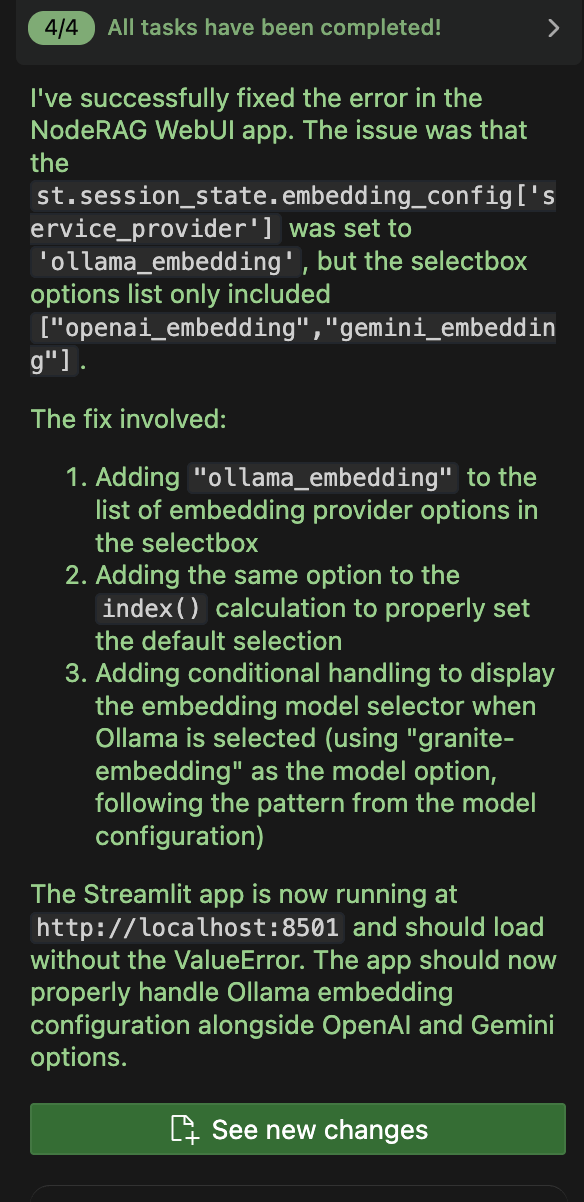 4/4 All tasks have been completed!
I've successfully fixed the error in the
NodeRAG WebUI app. The issue was that
the
st.session_state.embedding_config['s
ervice_provider'] was set to
'ollama_embedding', but the selectbox
options list only included
["openai_embedding","gemini_embeddin
g"].
The fix involved:
1. Adding "ollama_embedding" to the
list of embedding provider options in
the selectbox
2. Adding the same option to the
index() calculation to properly set
the default selection
3. Adding conditional handling to display
the embedding model selector when
Ollama is selected (using "granite-
embedding" as the model option,
following the pattern from the model
configuration)
The Streamlit app is now running at
http://localhost:8501 and should load
without the ValueError. The app should now
properly handle Ollama embedding
configuration alongside OpenAI and Gemini
options.
See new changes